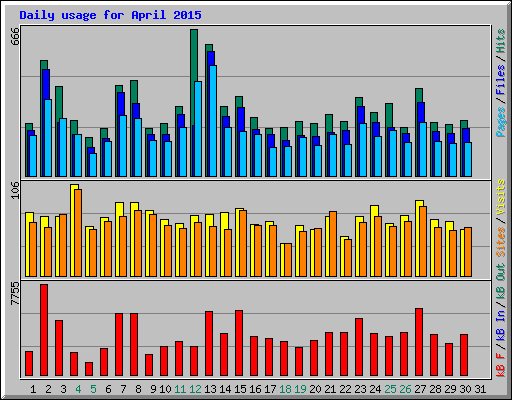 Daily usage for April 2015
666
Pages / Files / Hits
106
Sites / Visits
7755
kB F / kB In / kB Out
1 2 3 4 5 6 7 8 9 10 11 12 13 14 15 16 17 18 19 20 21 22 23 24 25 26 27 28 29 30 31